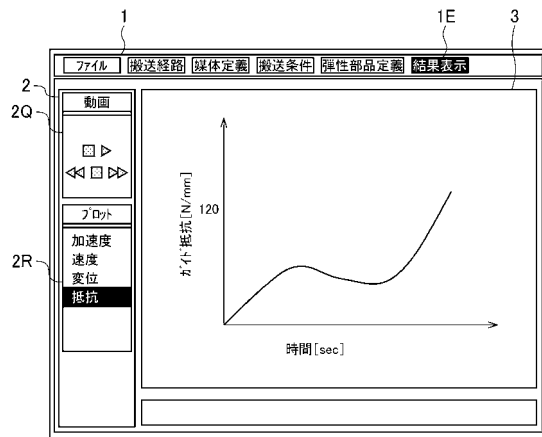 1
1E
3
ファイル 搬送経路 媒体定義 搬送条件 弾性部品定義 結果表示
2
動画
2Q
プロット
2R
加速度
速度
変位
抵抗
ガイド抵抗[N/mm]
120
時間[sec]